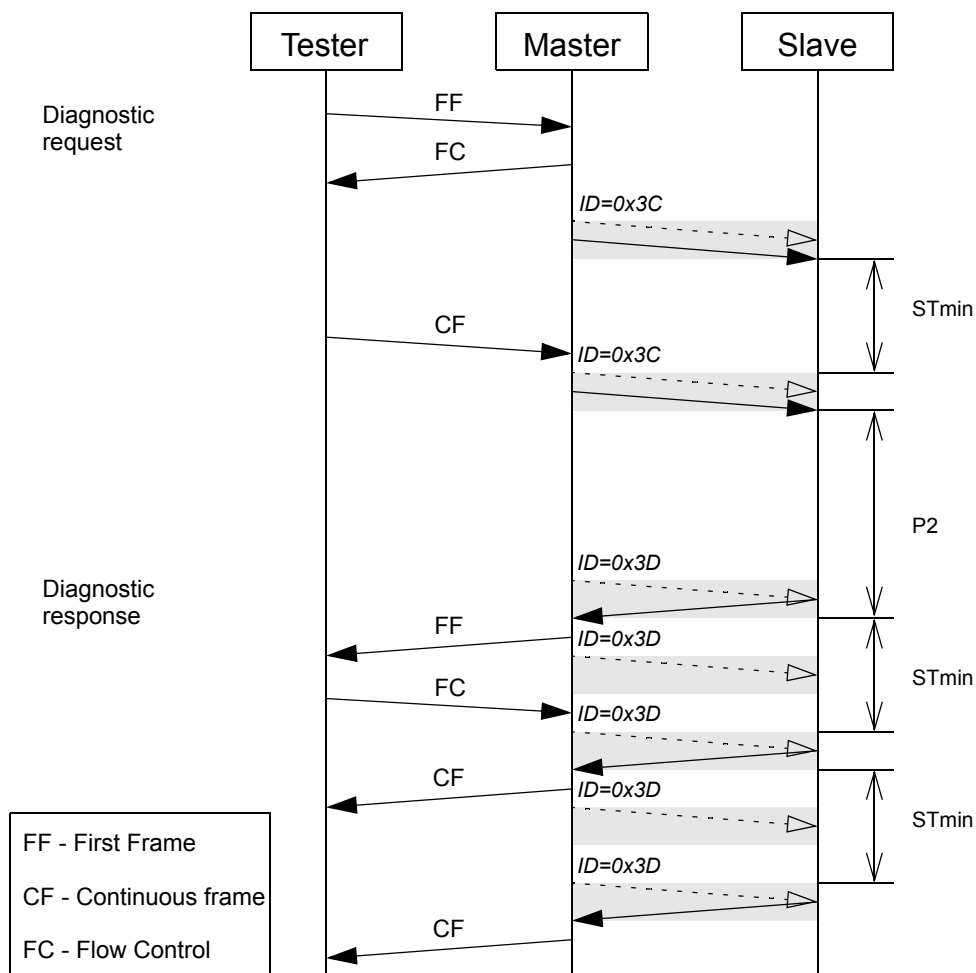 Tester
Master
Slave
Diagnostic
request
FF
FC
ID=0x3C
STmin
CF
ID=0x3C
P2
ID=0x3D
Diagnostic
response
FF
ID=0x3D
STmin
FC
ID=0x3D
CF
ID=0x3D
STmin
FF - First Frame
ID=0x3D
CF - Continuous frame
CF
FC - Flow Control